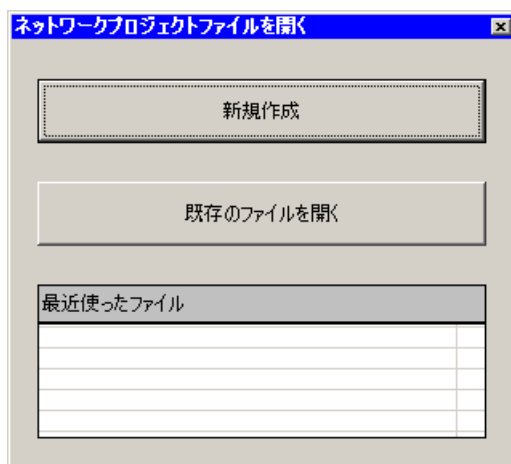 ネットワークプロジェクトファイルを開く
新規作成
既存のファイルを開く
最近使ったファイル